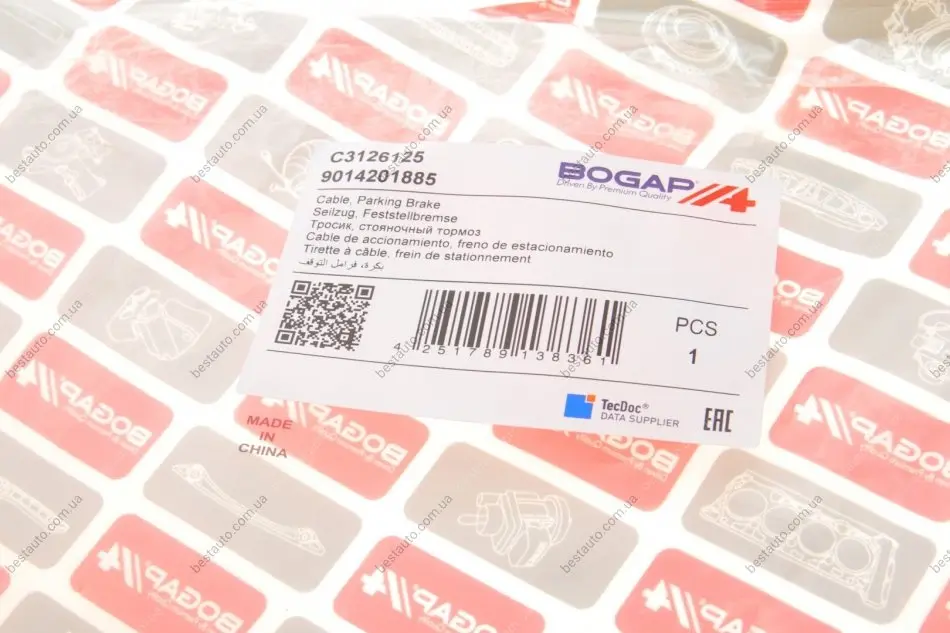 C3126125
9014201885
BOGAP
Driven By Premium Quality
Cable, Parking Brake
Seilzug, Feststellbremse
Тросик, стояночный тормоз
Cable de accionamiento, freno de estacionamiento
Tirette à câble, frein de stationnement
بكرة، فرامل التوقف
4 251789 138361
PCS
1
TecDoc®
DATA SUPPLIER
EAC
MADE
IN
CHINA
BOGAP
bestauto.com.ua